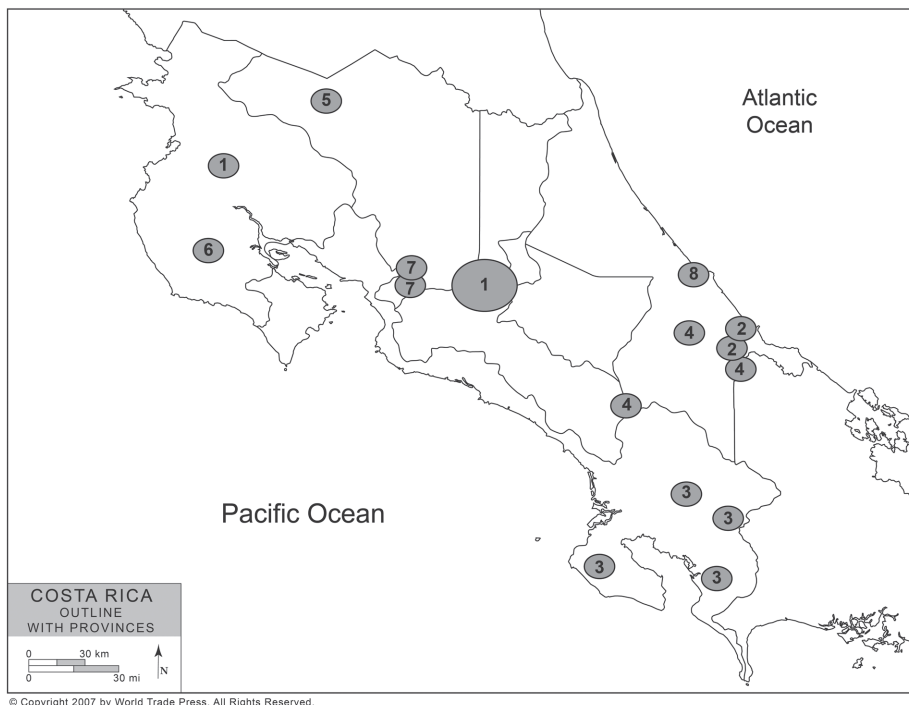 Atlantic
Ocean
5
1
6
7
7
1
8
4
2
2
4
4
3
3
3
3
Pacific Ocean
COSTA RICA
OUTLINE
WITH PROVINCES
0 30 km
0 30 mi
N
© Copyright 2007 by World Trade Press. All Rights Reserved.